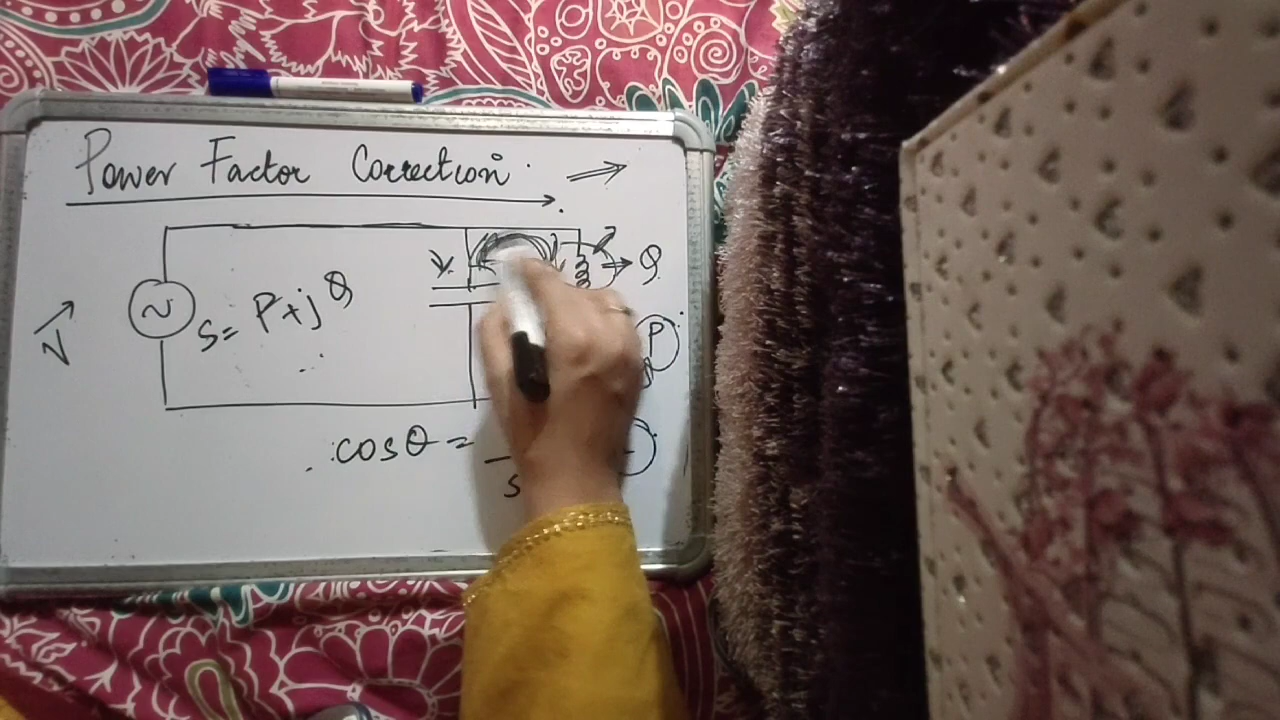 Power Factor Correction.
Q
S = P + jQ
V
P
cosθ =
S